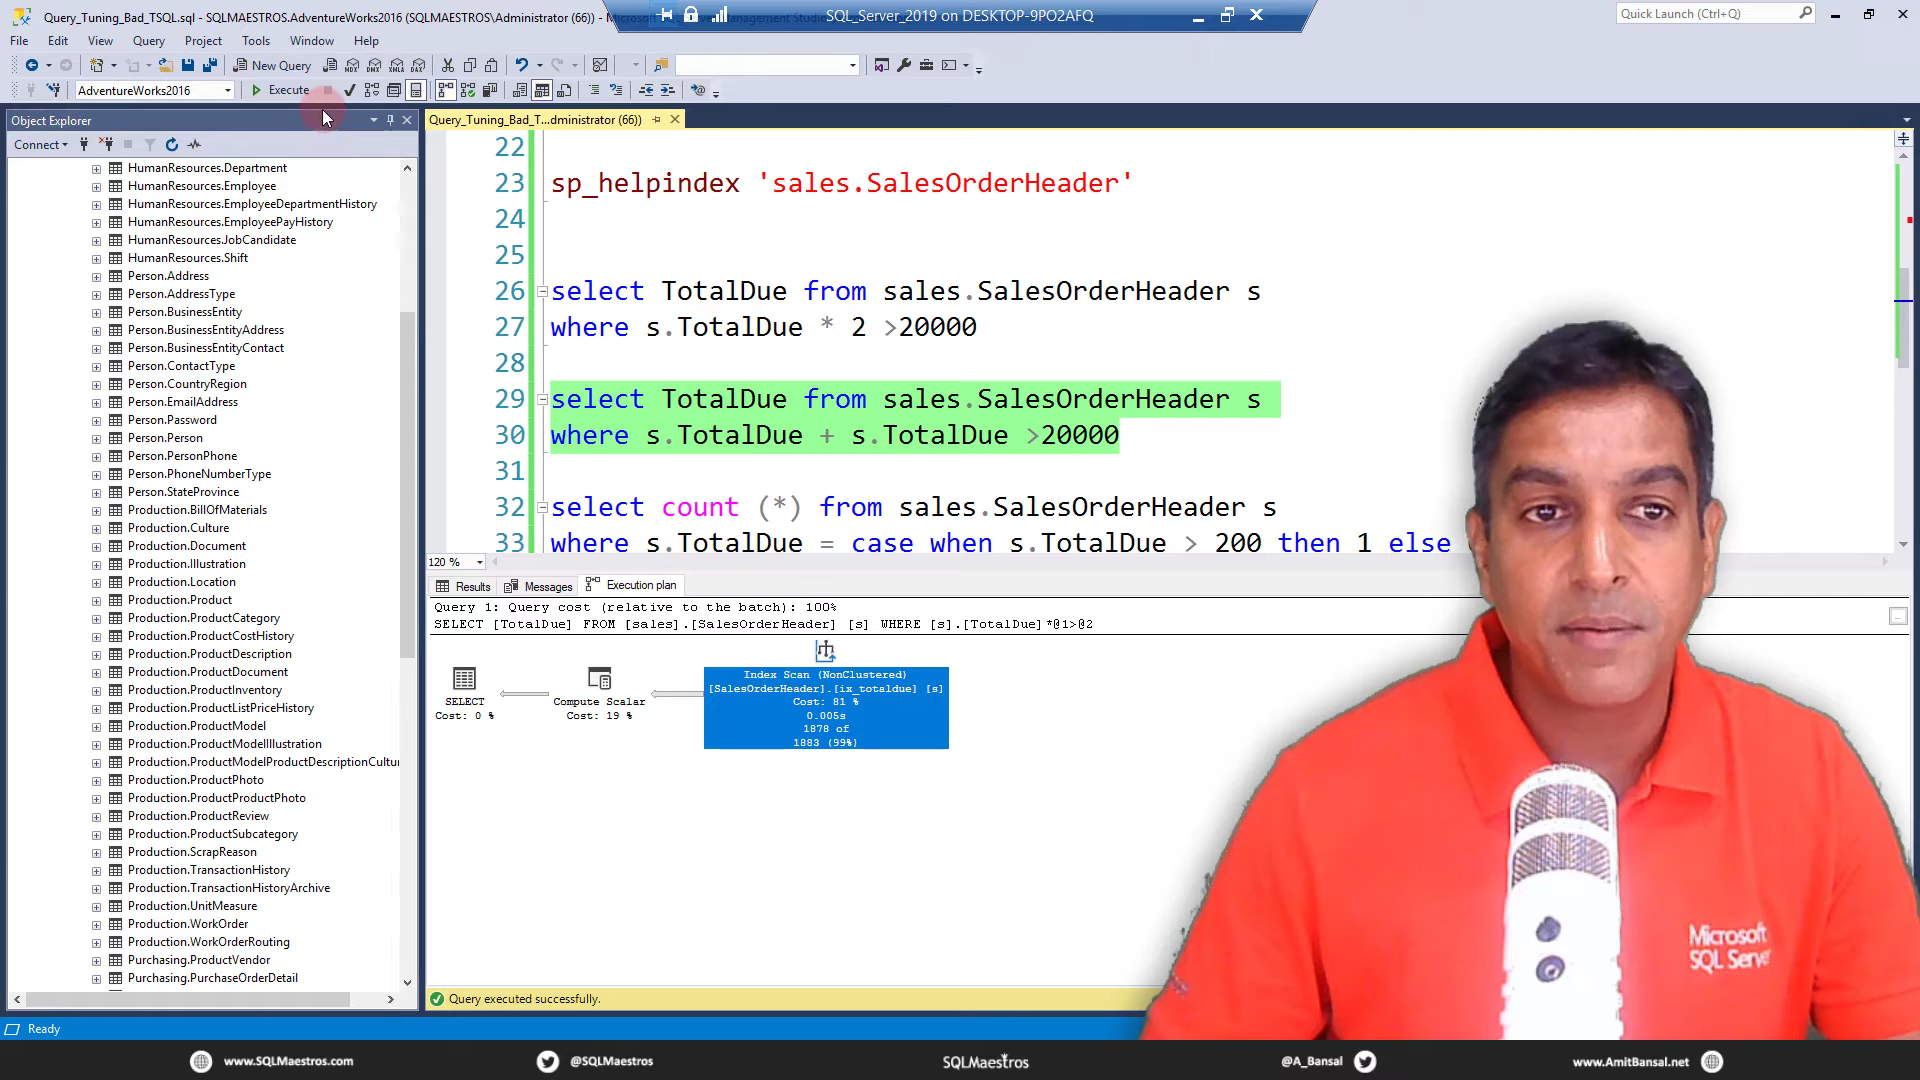 Query_Tuning_Bad_TSQL.sql - SQLMAESTROS.AdventureWorks2016 (SQLMAESTROS\Administrator (66))
SQL_Server_2019 on DESKTOP-9PO2AFQ
Quick Launch (Ctrl+Q)
File Edit View Query Project Tools Window Help
New Query
AdventureWorks2016 Execute
Object Explorer
Connect
HumanResources.Department
HumanResources.Employee
HumanResources.EmployeeDepartmentHistory
HumanResources.EmployeePayHistory
HumanResources.JobCandidate
HumanResources.Shift
Person.Address
Person.AddressType
Person.BusinessEntity
Person.BusinessEntityAddress
Person.BusinessEntityContact
Person.ContactType
Person.CountryRegion
Person.EmailAddress
Person.Password
Person.Person
Person.PersonPhone
Person.PhoneNumberType
Person.StateProvince
Production.BillOfMaterials
Production.Culture
Production.Document
Production.Illustration
Production.Location
Production.Product
Production.ProductCategory
Production.ProductCostHistory
Production.ProductDescription
Production.ProductDocument
Production.ProductInventory
Production.ProductListPriceHistory
Production.ProductModel
Production.ProductModelIllustration
Production.ProductModelProductDescriptionCultur
Production.ProductPhoto
Production.ProductProductPhoto
Production.ProductReview
Production.ProductSubcategory
Production.ScrapReason
Production.TransactionHistory
Production.TransactionHistoryArchive
Production.UnitMeasure
Production.WorkOrder
Production.WorkOrderRouting
Purchasing.ProductVendor
Purchasing.PurchaseOrderDetail
Query_Tuning_Bad_T...dministrator (66))
22
23 sp_helpindex 'sales.SalesOrderHeader'
24
25
26 select TotalDue from sales.SalesOrderHeader s
27 where s.TotalDue * 2 >20000
28
29 select TotalDue from sales.SalesOrderHeader s
30 where s.TotalDue + s.TotalDue >20000
31
32 select count (*) from sales.SalesOrderHeader s
33 where s.TotalDue = case when s.TotalDue > 200 then 1 else
120 %
Results Messages Execution plan
Query 1: Query cost (relative to the batch): 100%
SELECT [TotalDue] FROM [sales].[SalesOrderHeader] [s] WHERE [s].[TotalDue]*@1>@2
SELECT
Cost: 0 %
Compute Scalar
Cost: 19 %
Index Scan (NonClustered)
[SalesOrderHeader].[ix_totaldue] [s]
Cost: 81 %
0.005s
1878 of
1883 (99%)
Query executed successfully.
Ready
Microsoft
SQL Server
www.SQLMaestros.com @SQLMaestros SQLMaestros @A_Bansal www.AmitBansal.net